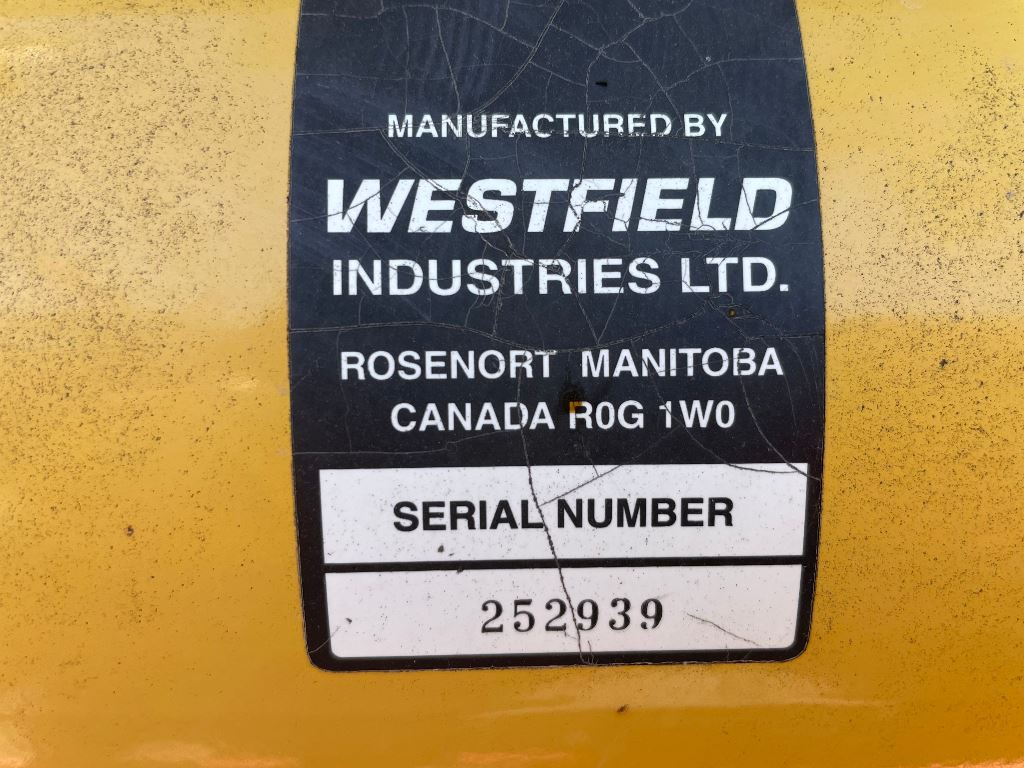 MANUFACTURED BY
WESTFIELD
INDUSTRIES LTD.
ROSENORT MANITOBA
CANADA R0G 1W0
SERIAL NUMBER
252939